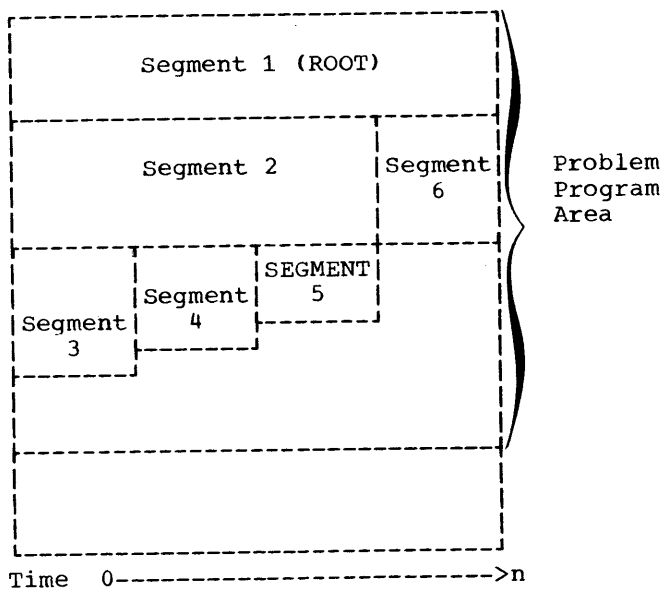 Segment 1 (ROOT)
Segment 2
Segment
6
Problem
Program
Area
Segment
3
Segment
4
SEGMENT
5
Time 0------------------------------>n